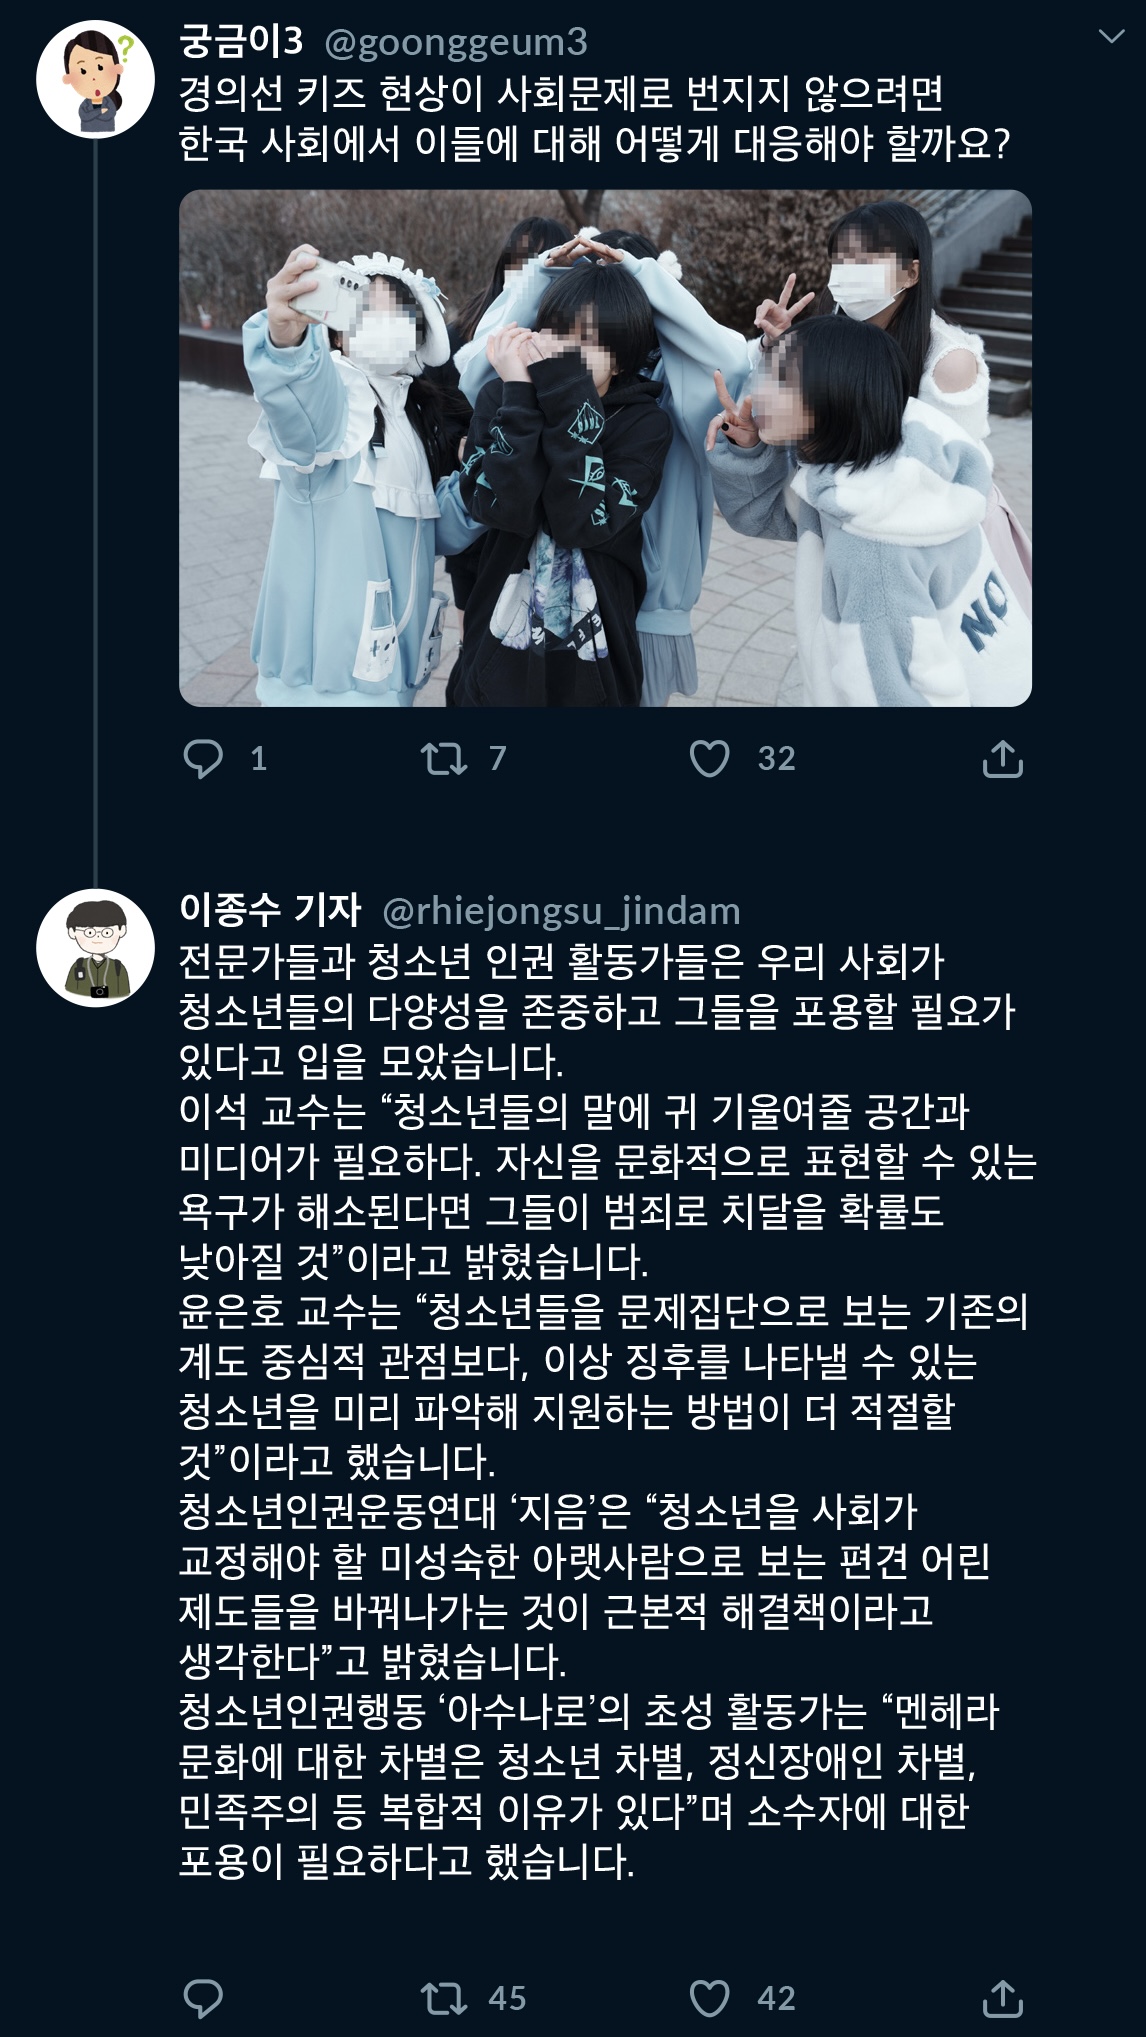 궁금이3 @goonggeum3
경의선 키즈 현상이 사회문제로 번지지 않으려면
한국 사회에서 이들에 대해 어떻게 대응해야 할까요?
NO
1 7 32
이종수 기자 @rhiejongsu_jindam
전문가들과 청소년 인권 활동가들은 우리 사회가
청소년들의 다양성을 존중하고 그들을 포용할 필요가
있다고 입을 모았습니다.
이석 교수는 “청소년들의 말에 귀 기울여줄 공간과
미디어가 필요하다. 자신을 문화적으로 표현할 수 있는
욕구가 해소된다면 그들이 범죄로 치달을 확률도
낮아질 것”이라고 밝혔습니다.
윤은호 교수는 “청소년들을 문제집단으로 보는 기존의
계도 중심적 관점보다, 이상 징후를 나타낼 수 있는
청소년을 미리 파악해 지원하는 방법이 더 적절할
것”이라고 했습니다.
청소년인권운동연대 ‘지음’은 “청소년을 사회가
교정해야 할 미성숙한 아랫사람으로 보는 편견 어린
제도들을 바꿔나가는 것이 근본적 해결책이라고
생각한다”고 밝혔습니다.
청소년인권행동 ‘아수나로’의 초성 활동가는 “멘헤라
문화에 대한 차별은 청소년 차별, 정신장애인 차별,
민족주의 등 복합적 이유가 있다”며 소수자에 대한
포용이 필요하다고 했습니다.
45 42